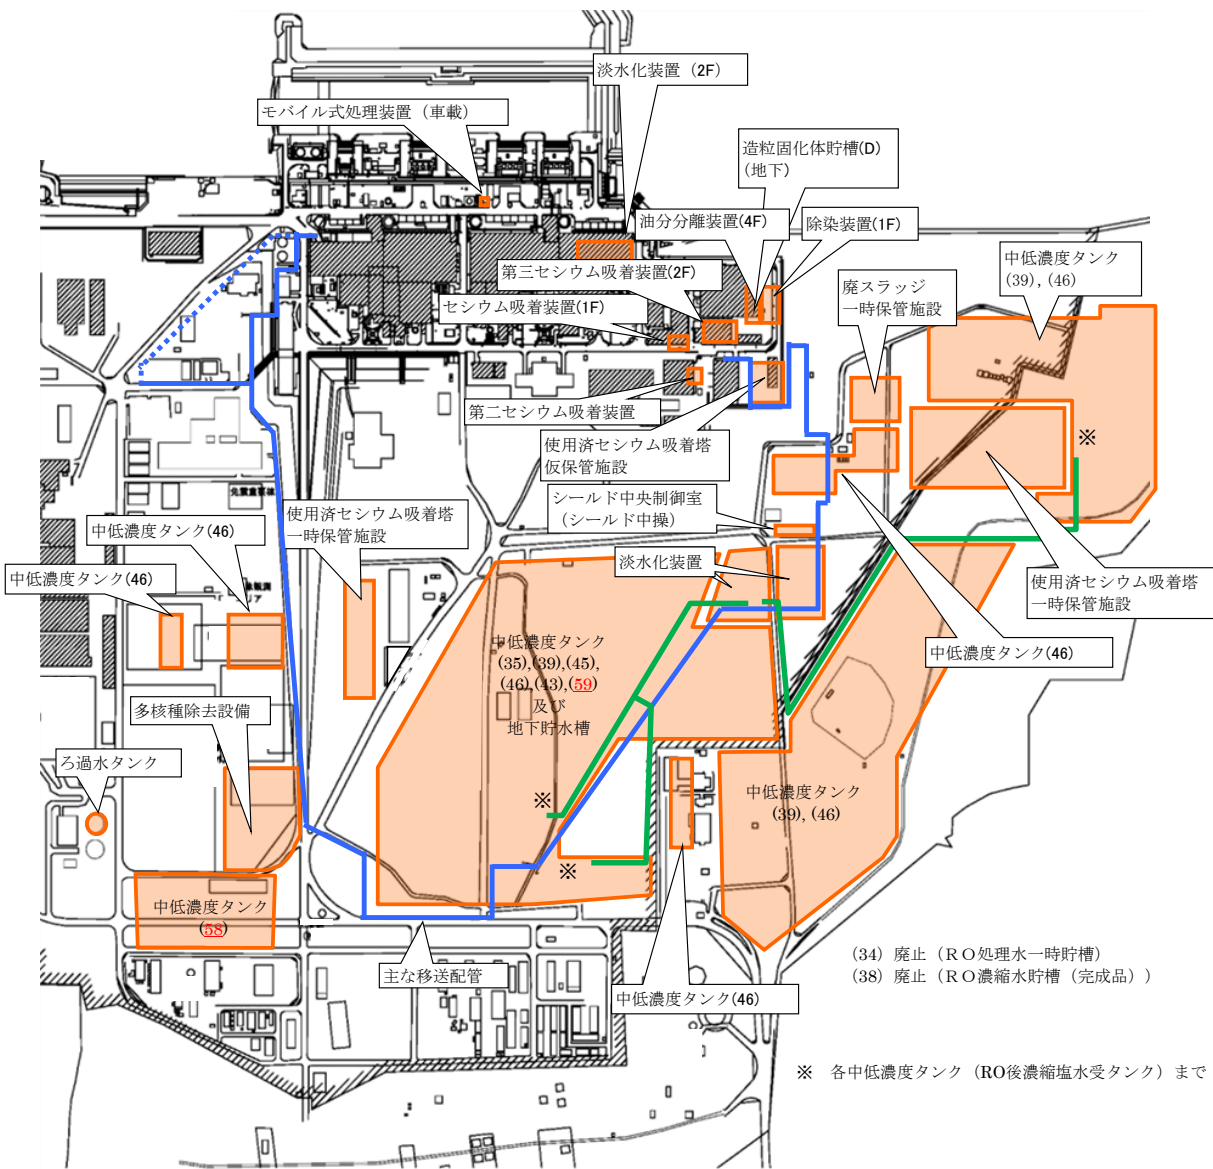 淡水化装置（2F）
モバイル式処理装置（車載）
造粒固化体貯槽(D)
（地下）
油分分離装置(4F)
除染装置(1F)
中低濃度タンク
(39), (46)
第三セシウム吸着装置(2F)
廃スラッジ
一時保管施設
セシウム吸着装置(1F)
第二セシウム吸着装置
※
使用済セシウム吸着塔
仮保管施設
シールド中央制御室
（シールド中操）
使用済セシウム吸着塔
一時保管施設
中低濃度タンク(46)
中低濃度タンク(46)
淡水化装置
使用済セシウム吸着塔
一時保管施設
中低濃度タンク(46)
中低濃度タンク
(35),(39),(45),
(46),(43),(59)
及び
地下貯水槽
多核種除去設備
ろ過水タンク
※
中低濃度タンク
(39), (46)
※
中低濃度タンク
(58)
主な移送配管
中低濃度タンク(46)
(34) 廃止（ＲＯ処理水一時貯槽）
(38) 廃止（ＲＯ濃縮水貯槽（完成品））
※　各中低濃度タンク（RO後濃縮塩水受タンク）まで